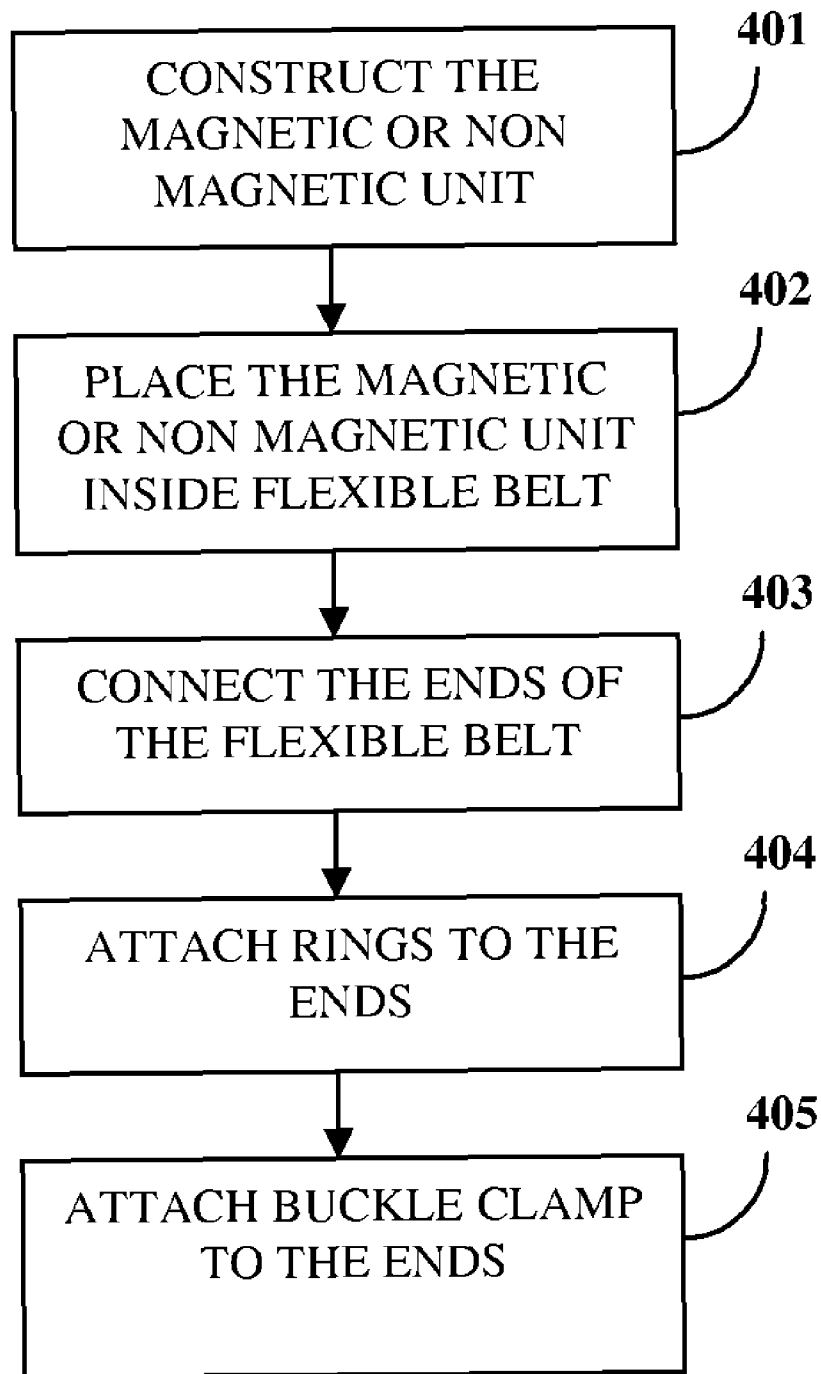 401
CONSTRUCT THE
MAGNETIC OR NON
MAGNETIC UNIT
402
PLACE THE MAGNETIC
OR NON MAGNETIC UNIT
INSIDE FLEXIBLE BELT
403
CONNECT THE ENDS OF
THE FLEXIBLE BELT
404
ATTACH RINGS TO THE
ENDS
405
ATTACH BUCKLE CLAMP
TO THE ENDS